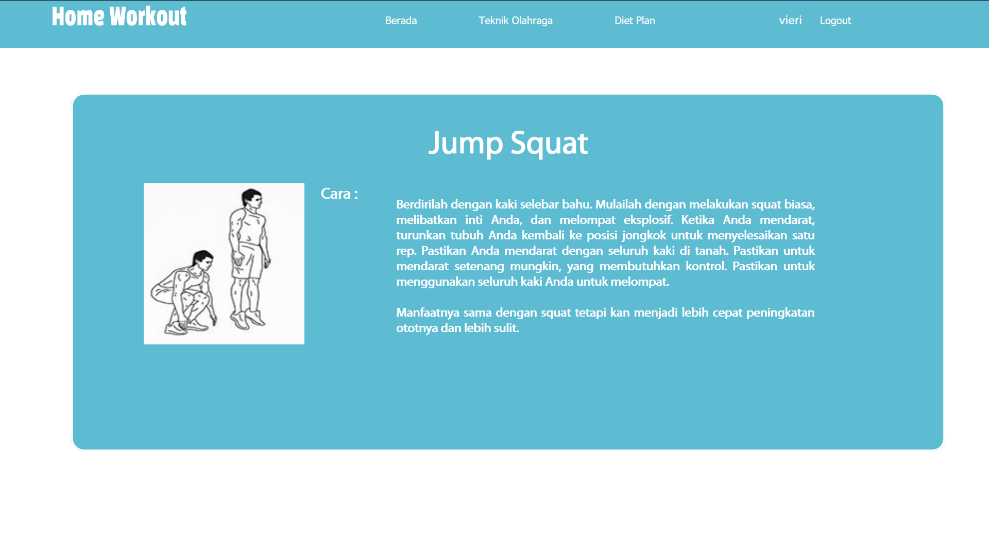 Home Workout
Berada
Teknik Olahraga
Diet Plan
vieri
Logout
Jump Squat
Cara :
Berdirilah dengan kaki selebar bahu. Mulailah dengan melakukan squat biasa,
melibatkan inti Anda, dan melompat eksplosif. Ketika Anda mendarat,
turunkan tubuh Anda kembali ke posisi jongkok untuk menyelesaikan satu
rep. Pastikan Anda mendarat dengan seluruh kaki di tanah. Pastikan untuk
mendarat setenang mungkin, yang membutuhkan kontrol. Pastikan untuk
menggunakan seluruh kaki Anda untuk melompat.
Manfaatnya sama dengan squat tetapi kan menjadi lebih cepat peningkatan
ototnya dan lebih sulit.